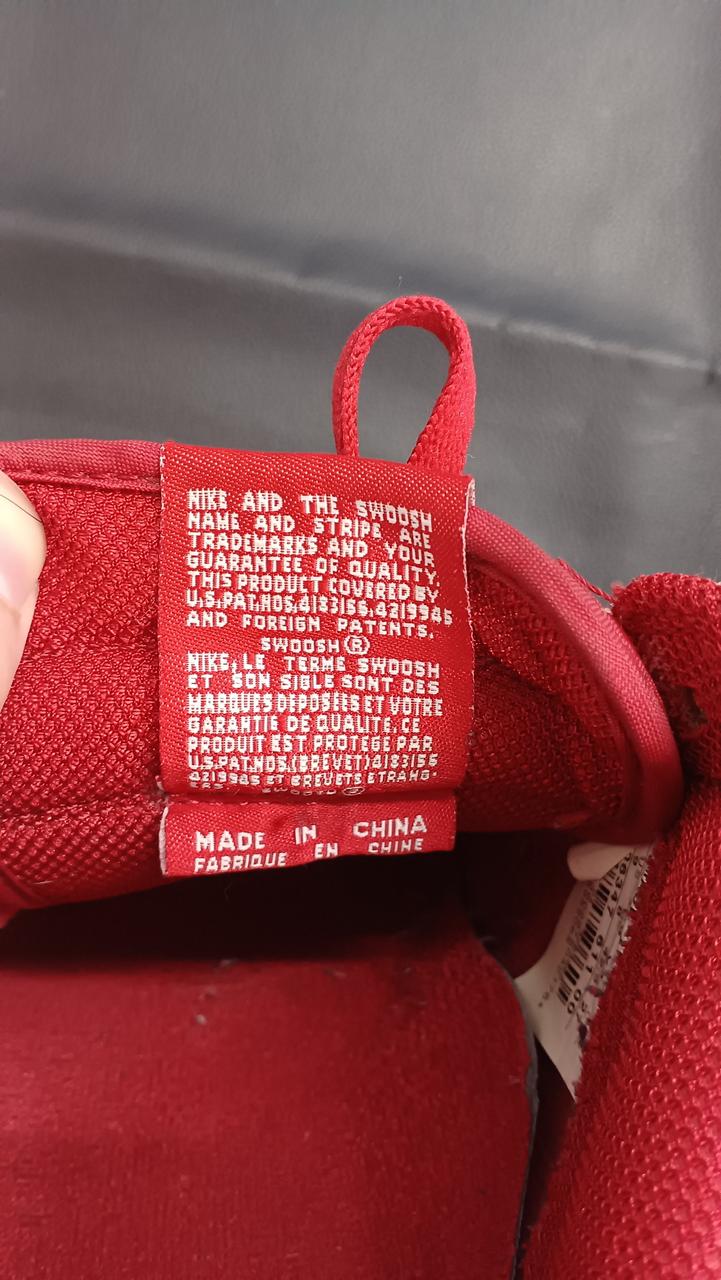 NIKE AND THE SWOOSH
NAME AND STRIPE ARE
TRADEMARKS AND YOUR
GUARANTEE OF QUALITY.
THIS PRODUCT COVERED BY
U.S.PAT.NOS.4183156,4219945
AND FOREIGN PATENTS.
SWOOSH ®
NIKE, LE TERME SWOOSH
ET SON SIGLE SONT DES
MARQUES DEPOSEES ET VOTRE
GARANTIE DE QUALITE. CE
PRODUIT EST PROTEGE PAR
U.S.PAT.NOS.(BREVET)4183156
4219945 ET BREVETS ETRANG-
MADE IN CHINA
FABRIQUE EN CHINE